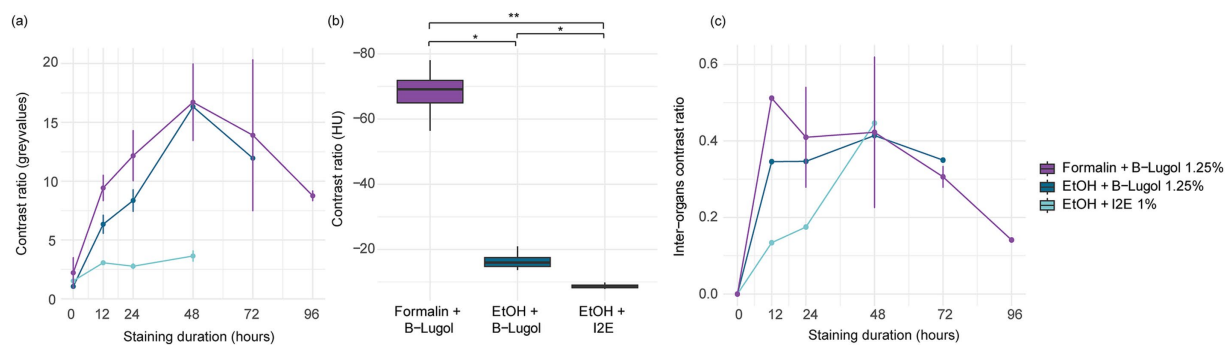 (a)
Contrast ratio (greyvalues)
20
15
10
5
0
0 12 24 48 72 96
Staining duration (hours)
(b)
Contrast ratio (HU)
−80
−60
−40
−20
**
* *
Formalin +
B−Lugol
EtOH +
B−Lugol
EtOH +
I2E
(c)
Inter−organs contrast ratio
0.6
0.4
0.2
0.0
0 12 24 48 72 96
Staining duration (hours)
Formalin + B−Lugol 1.25%
EtOH + B−Lugol 1.25%
EtOH + I2E 1%